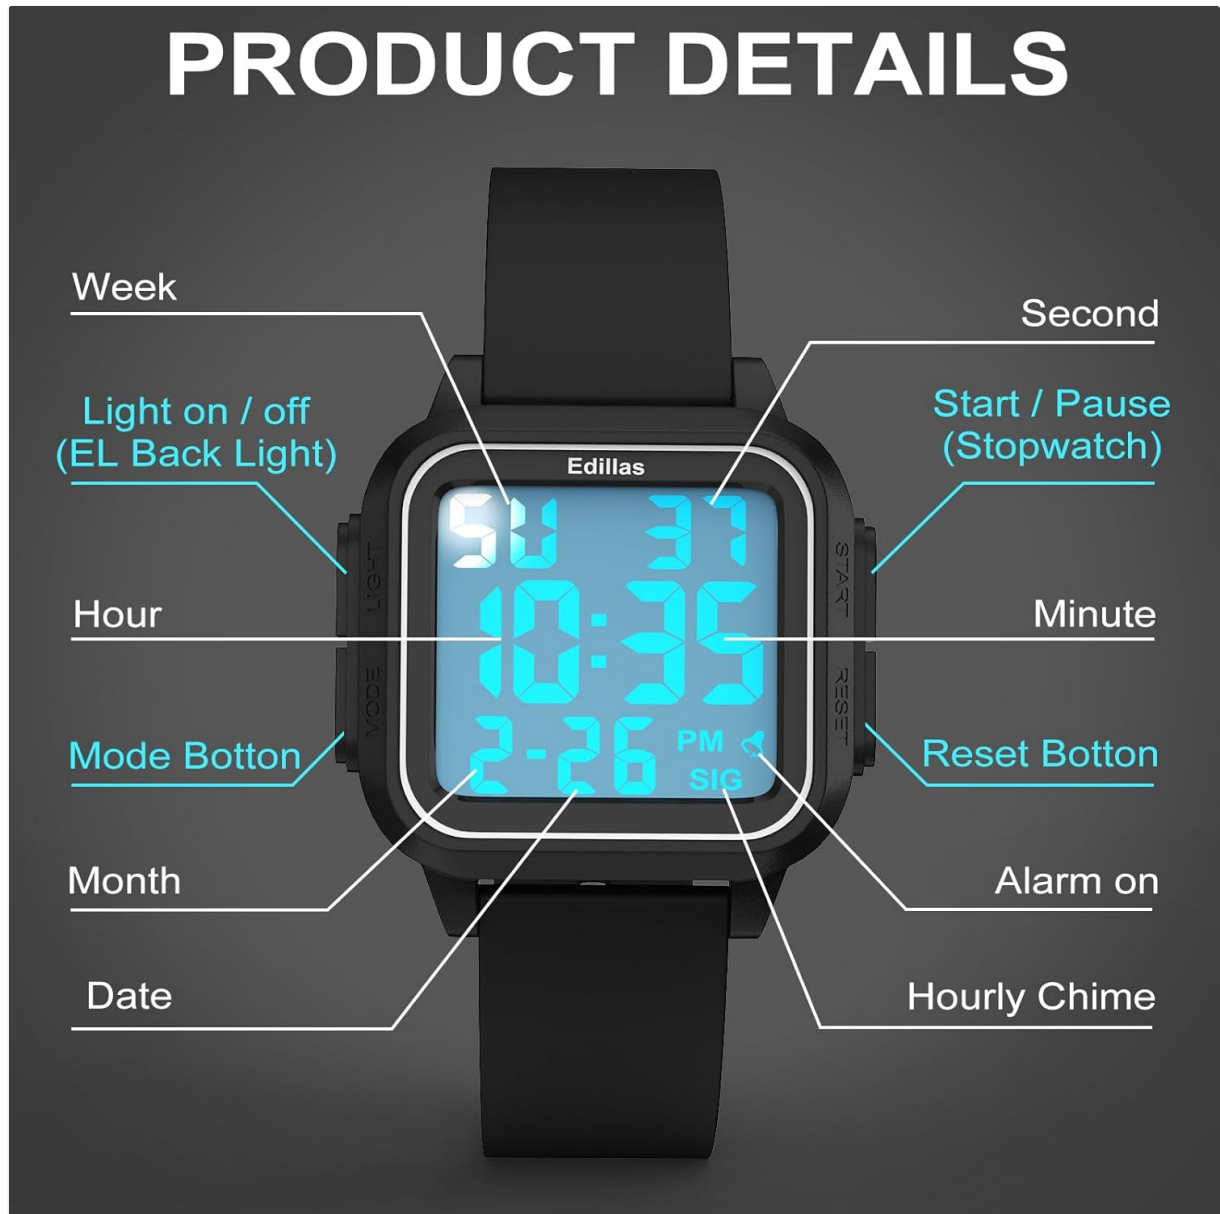 PRODUCT DETAILS
Week
Second
Light on / off
(EL Back Light)
Start / Pause
(Stopwatch)
Edillas
SU 37
LIGHT
START
Hour
10:35
Minute
MODE
RESET
Mode Botton
2-26
PM
SIG
Reset Botton
Month
Alarm on
Date
Hourly Chime